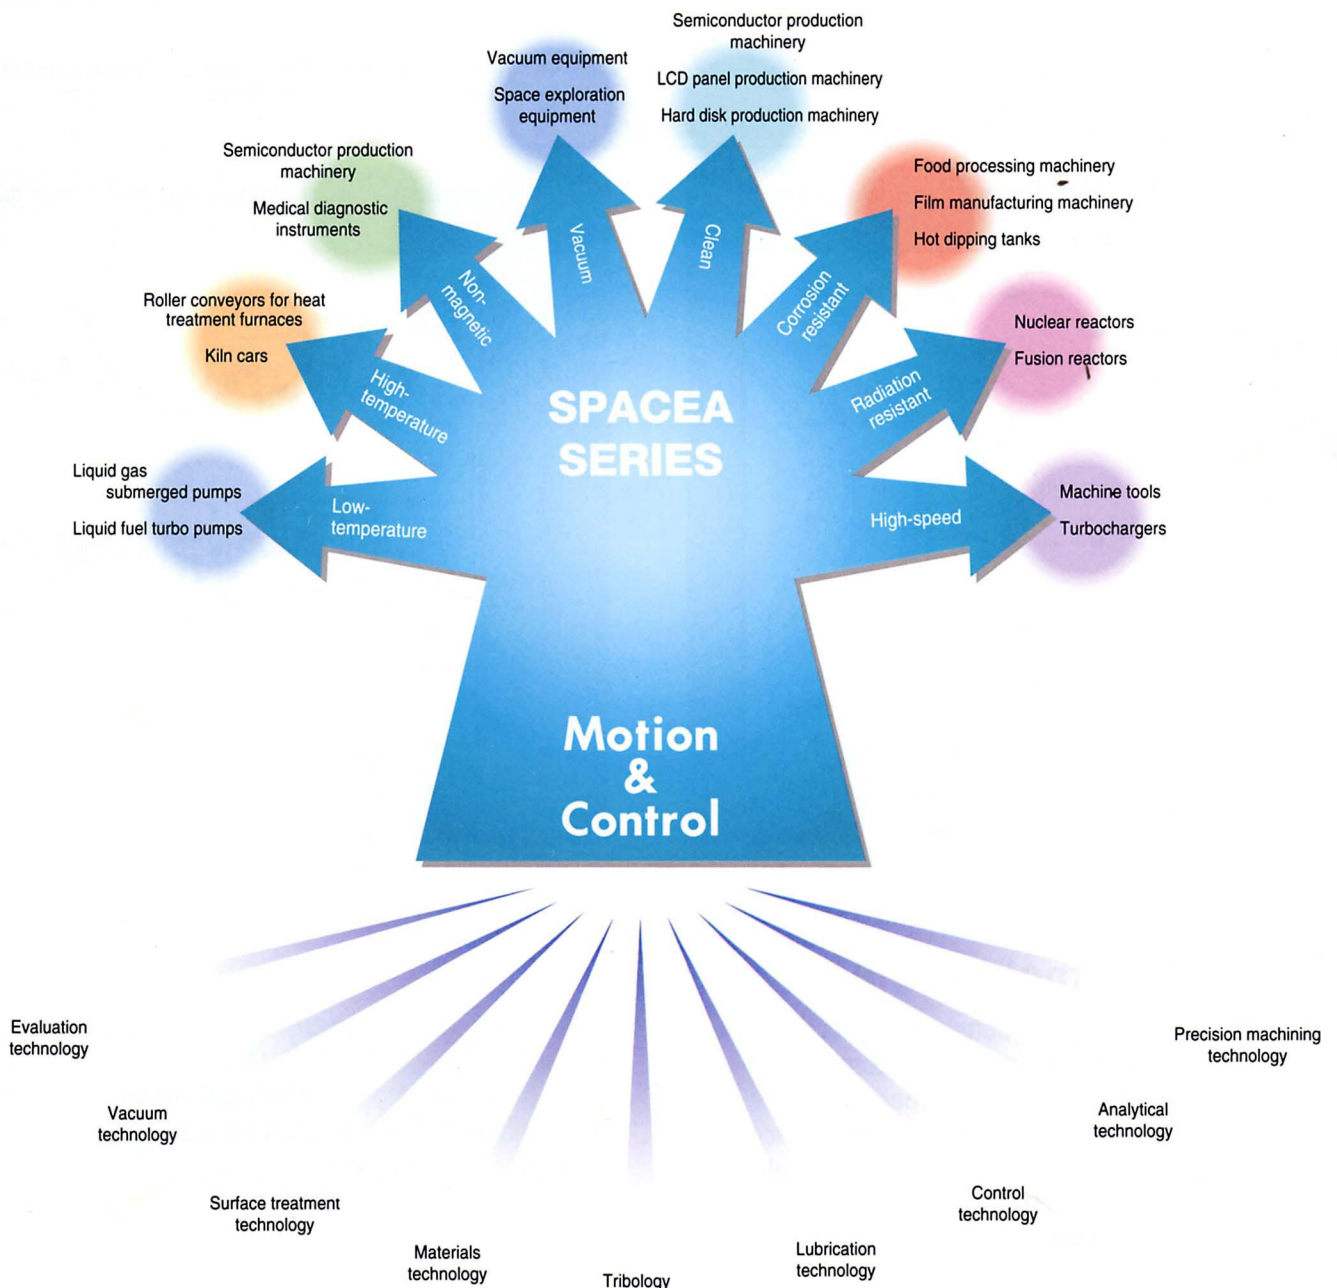 Semiconductor production
machinery
LCD panel production machinery
Hard disk production machinery
Vacuum equipment
Space exploration
equipment
Semiconductor production
machinery
Medical diagnostic
instruments
Food processing machinery
Film manufacturing machinery
Hot dipping tanks
Roller conveyors for heat
treatment furnaces
Kiln cars
Nuclear reactors
Fusion reactors
Liquid gas
submerged pumps
Liquid fuel turbo pumps
Machine tools
Turbochargers
Low-
temperature
High-
temperature
Non-
magnetic
Vacuum
Clean
Corrosion
resistant
Radiation
resistant
High-speed
SPACEA
SERIES
Motion
&
Control
Evaluation
technology
Vacuum
technology
Surface treatment
technology
Materials
technology
Tribology
Lubrication
technology
Control
technology
Analytical
technology
Precision machining
technology